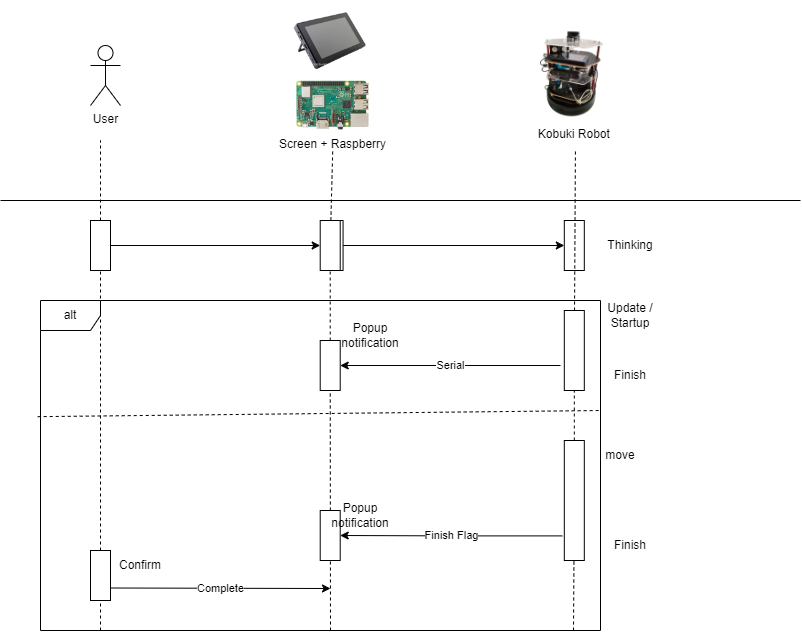 User
Screen + Raspberry
Kobuki Robot
Thinking
alt
Update /
Startup
Popup
notification
Serial
Finish
move
Popup
notification
Finish Flag
Finish
Confirm
Complete